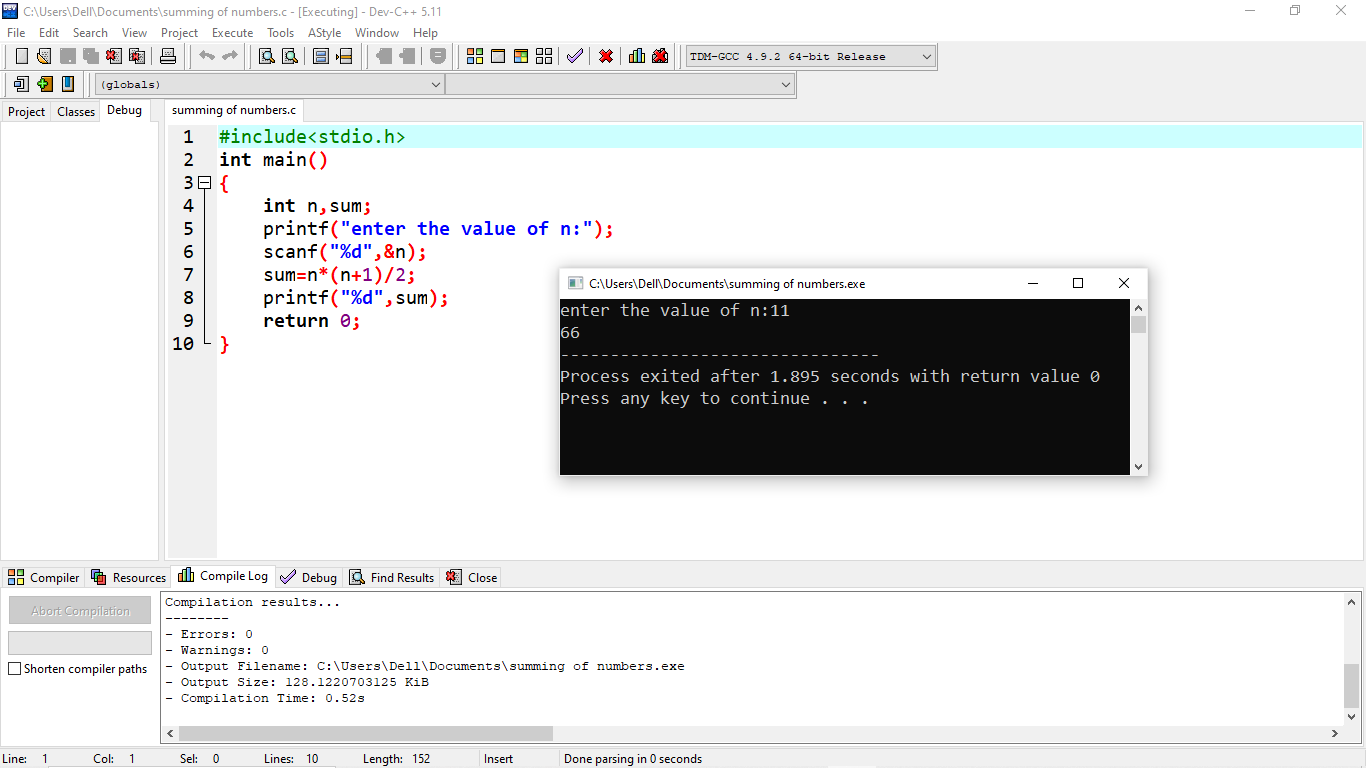 C:\Users\Dell\Documents\summing of numbers.c - [Executing] - Dev-C++ 5.11
File Edit Search View Project Execute Tools AStyle Window Help
TDM-GCC 4.9.2 64-bit Release
(globals)
Project Classes Debug
summing of numbers.c
1 #include<stdio.h>
2 int main()
3 {
4 int n,sum;
5 printf("enter the value of n:");
6 scanf("%d",&n);
7 sum=n*(n+1)/2;
8 printf("%d",sum);
9 return 0;
10 }
C:\Users\Dell\Documents\summing of numbers.exe
enter the value of n:11
66
--------------------------------
Process exited after 1.895 seconds with return value 0
Press any key to continue . . .
Compiler Resources Compile Log Debug Find Results Close
Abort Compilation
Shorten compiler paths
Compilation results...
--------
- Errors: 0
- Warnings: 0
- Output Filename: C:\Users\Dell\Documents\summing of numbers.exe
- Output Size: 128.1220703125 KiB
- Compilation Time: 0.52s
Line: 1 Col: 1 Sel: 0 Lines: 10 Length: 152 Insert Done parsing in 0 seconds